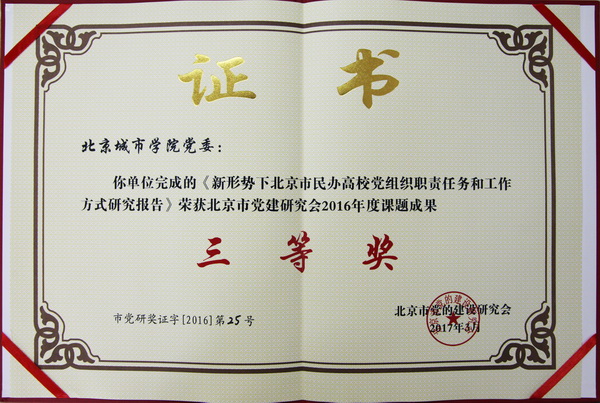 证 书
北京城市学院党委：
你单位完成的《新形势下北京市民办高校党组织职责任务和工作
方式研究报告》荣获北京市党建研究会2016年度课题成果
三 等 奖
市党研奖证字[2016]第25号
北京市党的建设研究会
2017年3月